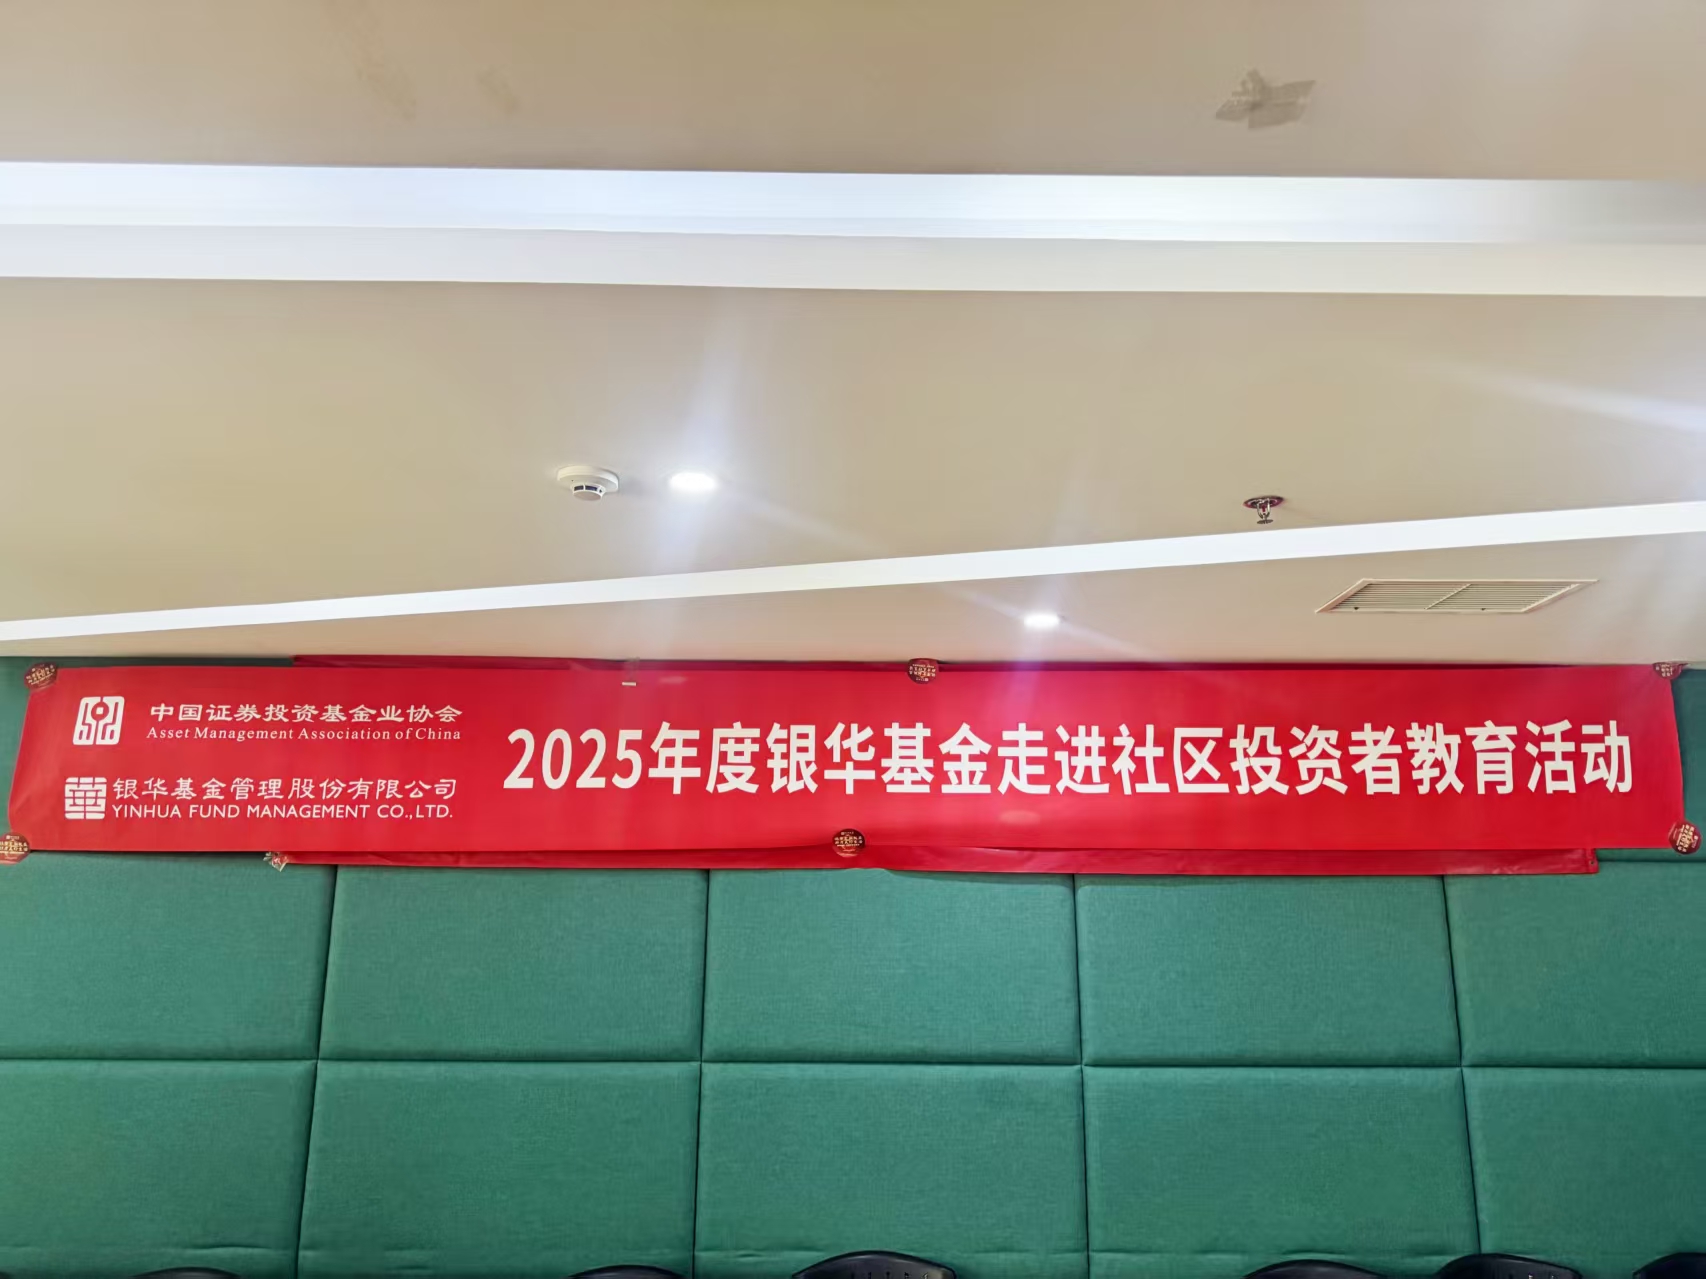 中国证券投资基金业协会
Asset Management Association of China
银华基金管理股份有限公司
YINHUA FUND MANAGEMENT CO.,LTD.
2025年度银华基金走进社区投资者教育活动